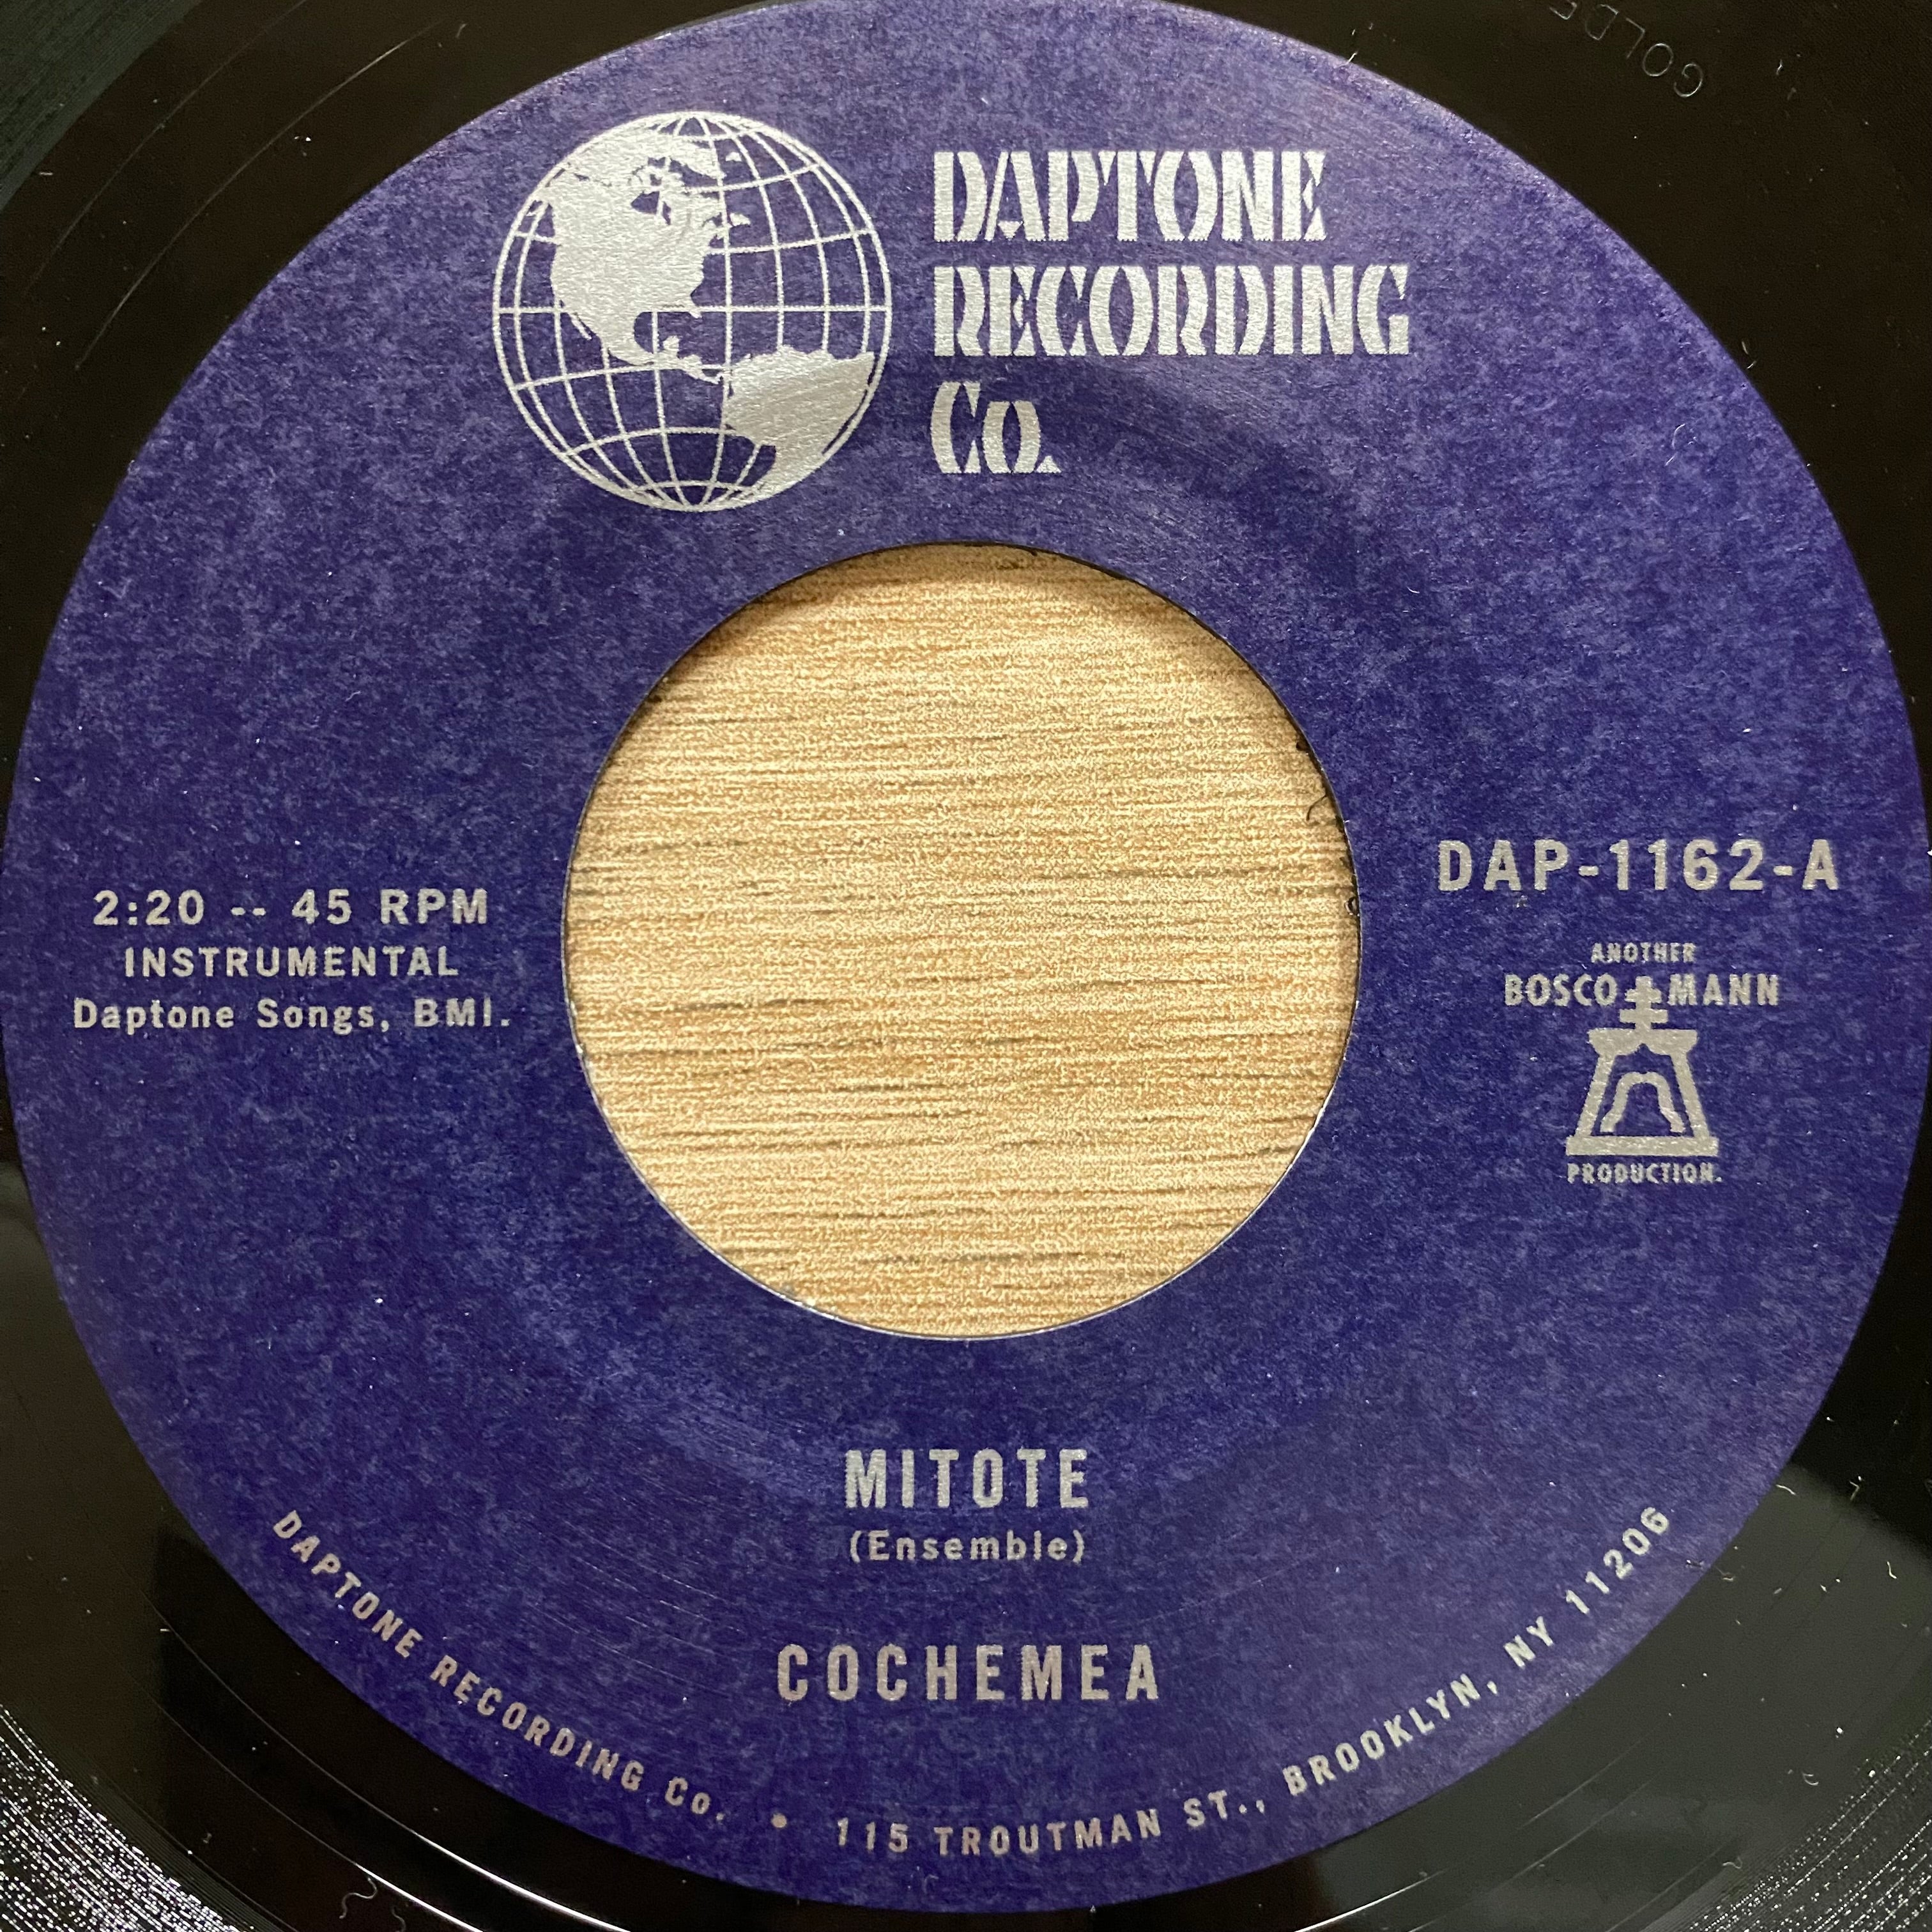 DAPTONE
RECORDING
Co.
2:20 -- 45 RPM
INSTRUMENTAL
Daptone Songs, BMI.
DAP-1162-A
ANOTHER
BOSCO MANN
PRODUCTION.
MITOTE
(Ensemble)
COCHEMEA
DAPTONE RECORDING Co. • 115 TROUTMAN ST., BROOKLYN, NY 11206